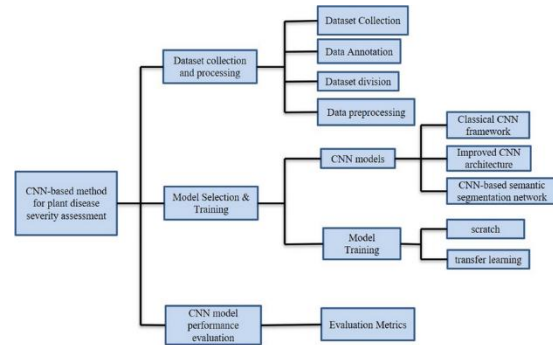 CNN-based method
for plant disease
severity assessment
Dataset collection
and processing
Dataset Collection
Data Annotation
Dataset division
Data preprocessing
Model Selection &
Training
CNN models
Classical CNN
framework
Improved CNN
architecture
CNN-based semantic
segmentation network
Model
Training
scratch
transfer learning
CNN model
performance
evaluation
Evaluation Metrics